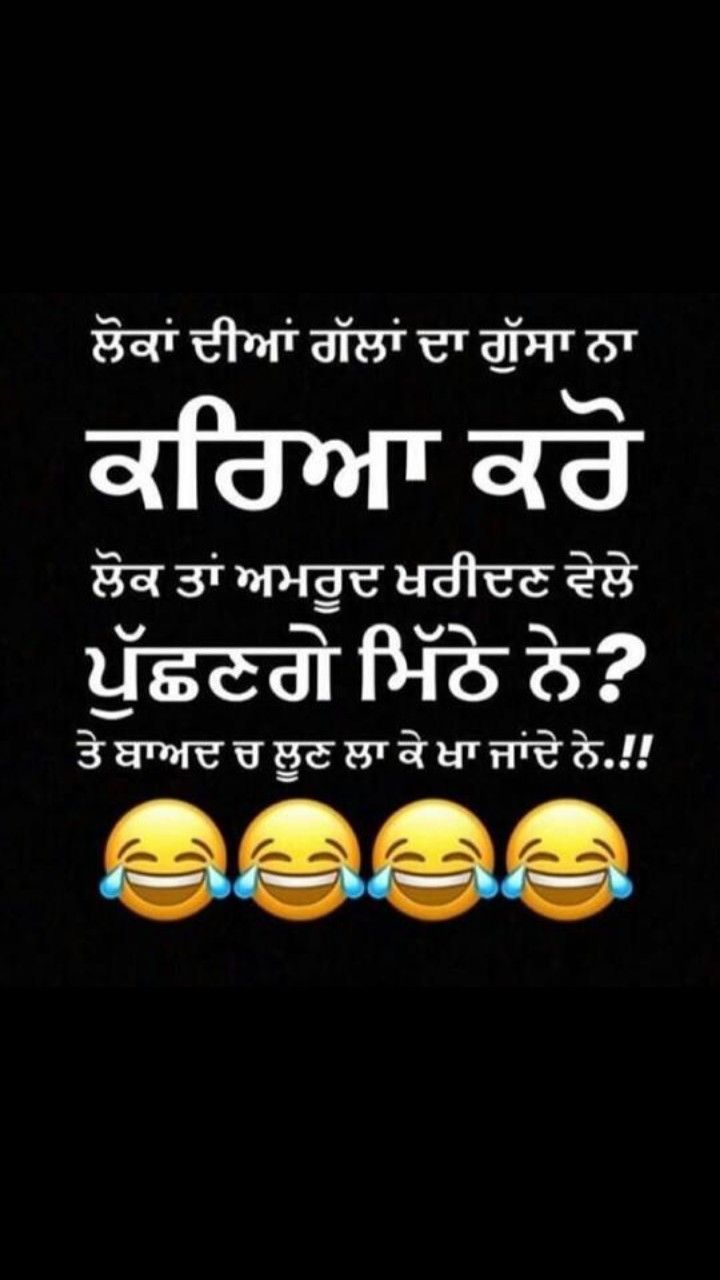 ਲੋਕਾਂ ਦੀਆਂ ਗੱਲਾਂ ਦਾ ਗੁੱਸਾ ਨਾ
ਕਰਿਆ ਕਰੋ
ਲੋਕ ਤਾਂ ਅਮਰੂਦ ਖਰੀਦਣ ਵੇਲੇ
ਪੁੱਛਣਗੇ ਮਿੱਠੇ ਨੇ?
ਤੇ ਬਾਅਦ ਚ ਲੂਣ ਲਾ ਕੇ ਖਾ ਜਾਂਦੇ ਨੇ..!!
😂😂😂😂